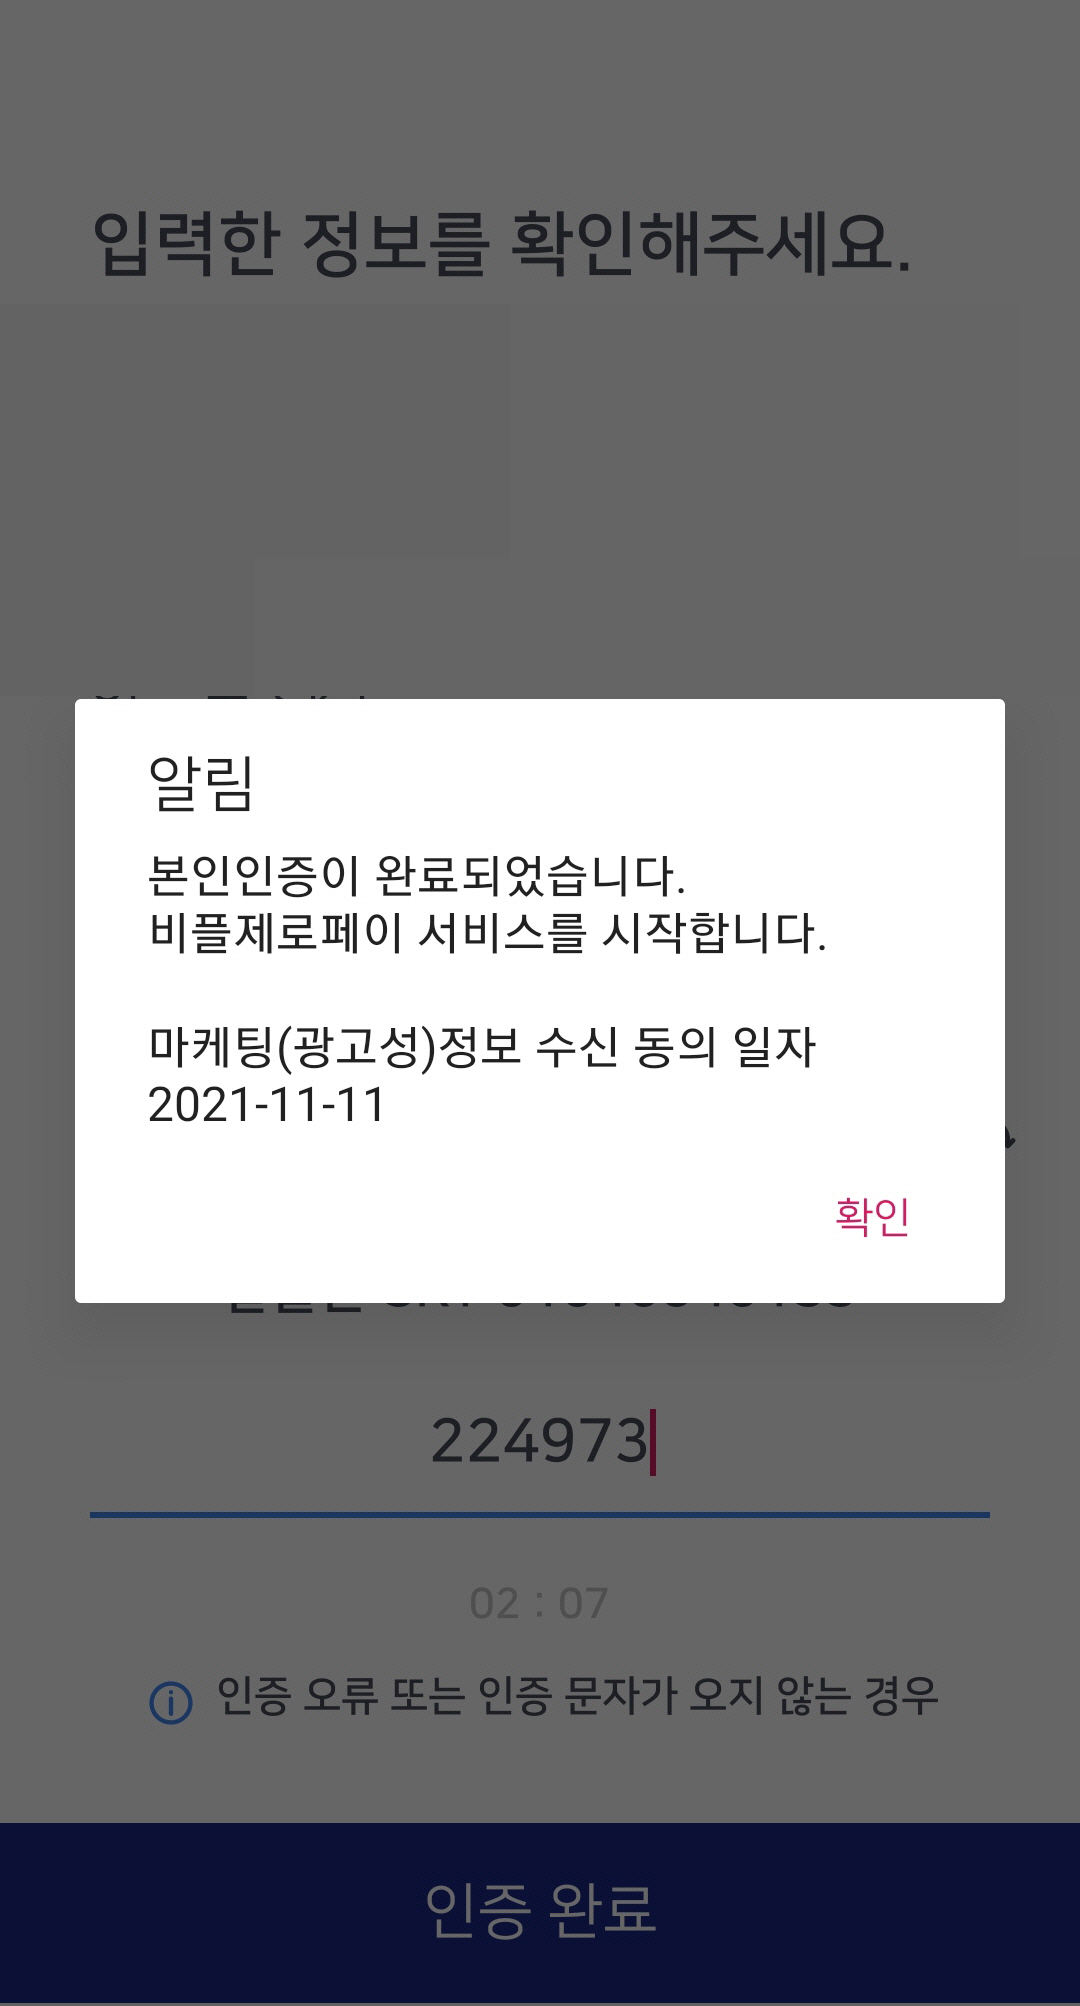 입력한 정보를 확인해주세요.
알림
본인인증이 완료되었습니다.
비플제로페이 서비스를 시작합니다.
마케팅(광고성)정보 수신 동의 일자
2021-11-11
확인
224973
02 : 07
인증 오류 또는 인증 문자가 오지 않는 경우
인증 완료